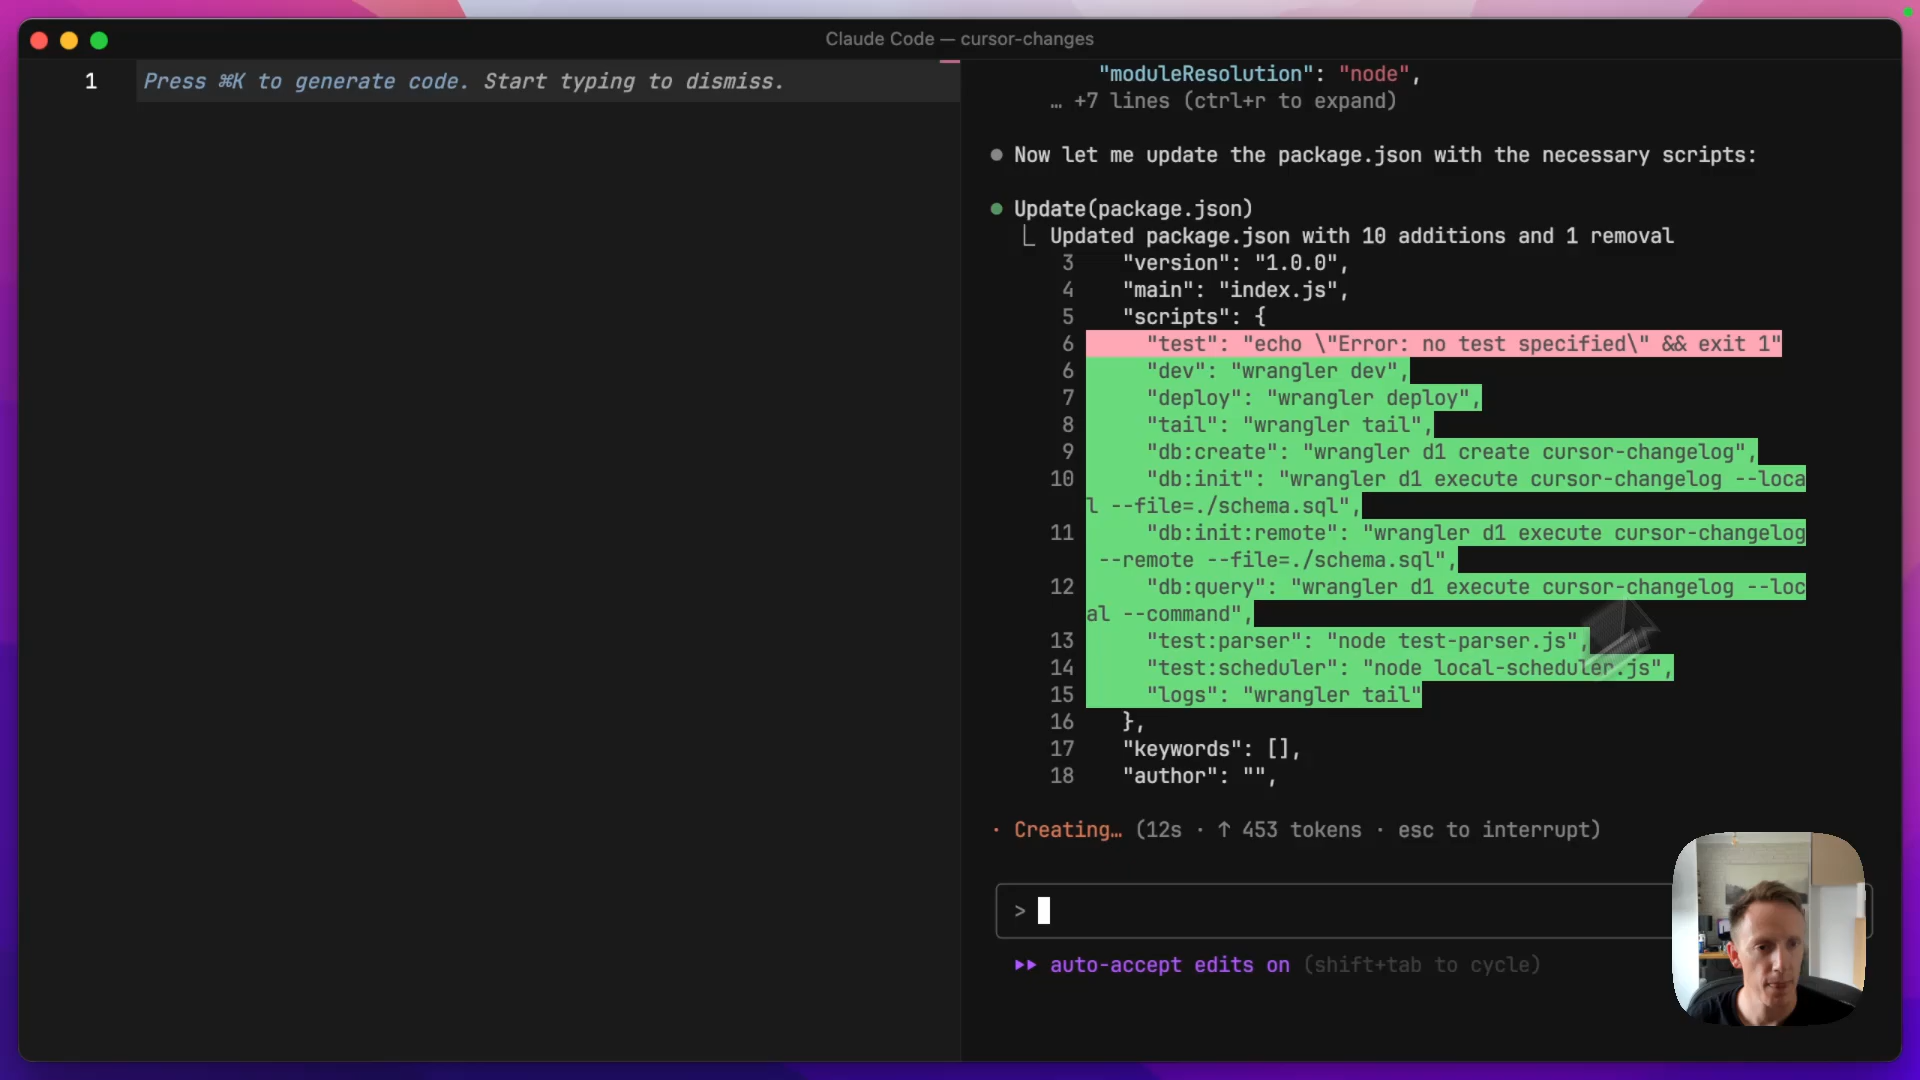 Claude Code — cursor-changes
1 Press ⌘K to generate code. Start typing to dismiss.
"moduleResolution": "node",
… +7 lines (ctrl+r to expand)
● Now let me update the package.json with the necessary scripts:
● Update(package.json)
⎿ Updated package.json with 10 additions and 1 removal
3 "version": "1.0.0",
4 "main": "index.js",
5 "scripts": {
6 "test": "echo \"Error: no test specified\" && exit 1"
6 "dev": "wrangler dev",
7 "deploy": "wrangler deploy",
8 "tail": "wrangler tail",
9 "db:create": "wrangler d1 create cursor-changelog",
10 "db:init": "wrangler d1 execute cursor-changelog --loca
l --file=./schema.sql",
11 "db:init:remote": "wrangler d1 execute cursor-changelog
--remote --file=./schema.sql",
12 "db:query": "wrangler d1 execute cursor-changelog --loc
al --command",
13 "test:parser": "node test-parser.js",
14 "test:scheduler": "node local-scheduler.js",
15 "logs": "wrangler tail"
16 },
17 "keywords": [],
18 "author": "",
· Creating… (12s · ↑ 453 tokens · esc to interrupt)
>
⏵⏵ auto-accept edits on (shift+tab to cycle)